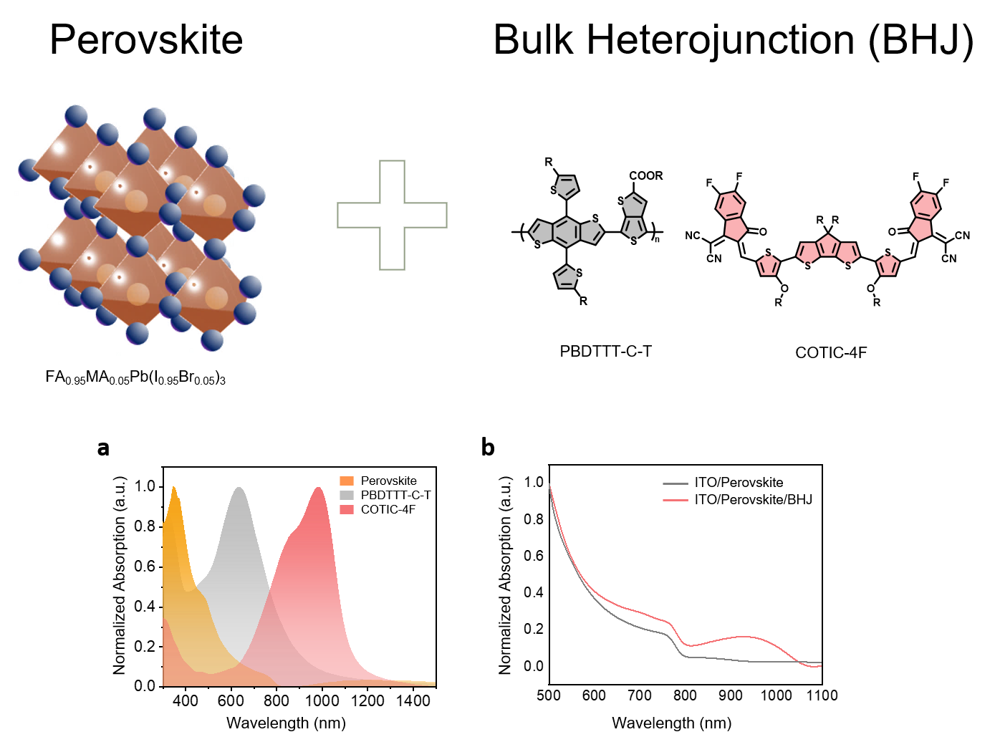 Perovskite
Bulk Heterojunction (BHJ)
R
S
COOR
S
S
S
S
n
S
R
F
F
NC
CN
O
S
O
R
R
R
S
S
S
O
R
O
F
F
CN
CN
PBDTTT-C-T
COTIC-4F
FA0.95MA0.05Pb(I0.95Br0.05)3
a
Normalized Absorption (a.u.)
1.0
0.8
0.6
0.4
0.2
0.0
400 600 800 1000 1200 1400
Wavelength (nm)
Perovskite
PBDTTT-C-T
COTIC-4F
b
Normalized Absorption (a.u.)
1.0
0.8
0.6
0.4
0.2
0.0
500 600 700 800 900 1000 1100
Wavelength (nm)
ITO/Perovskite
ITO/Perovskite/BHJ